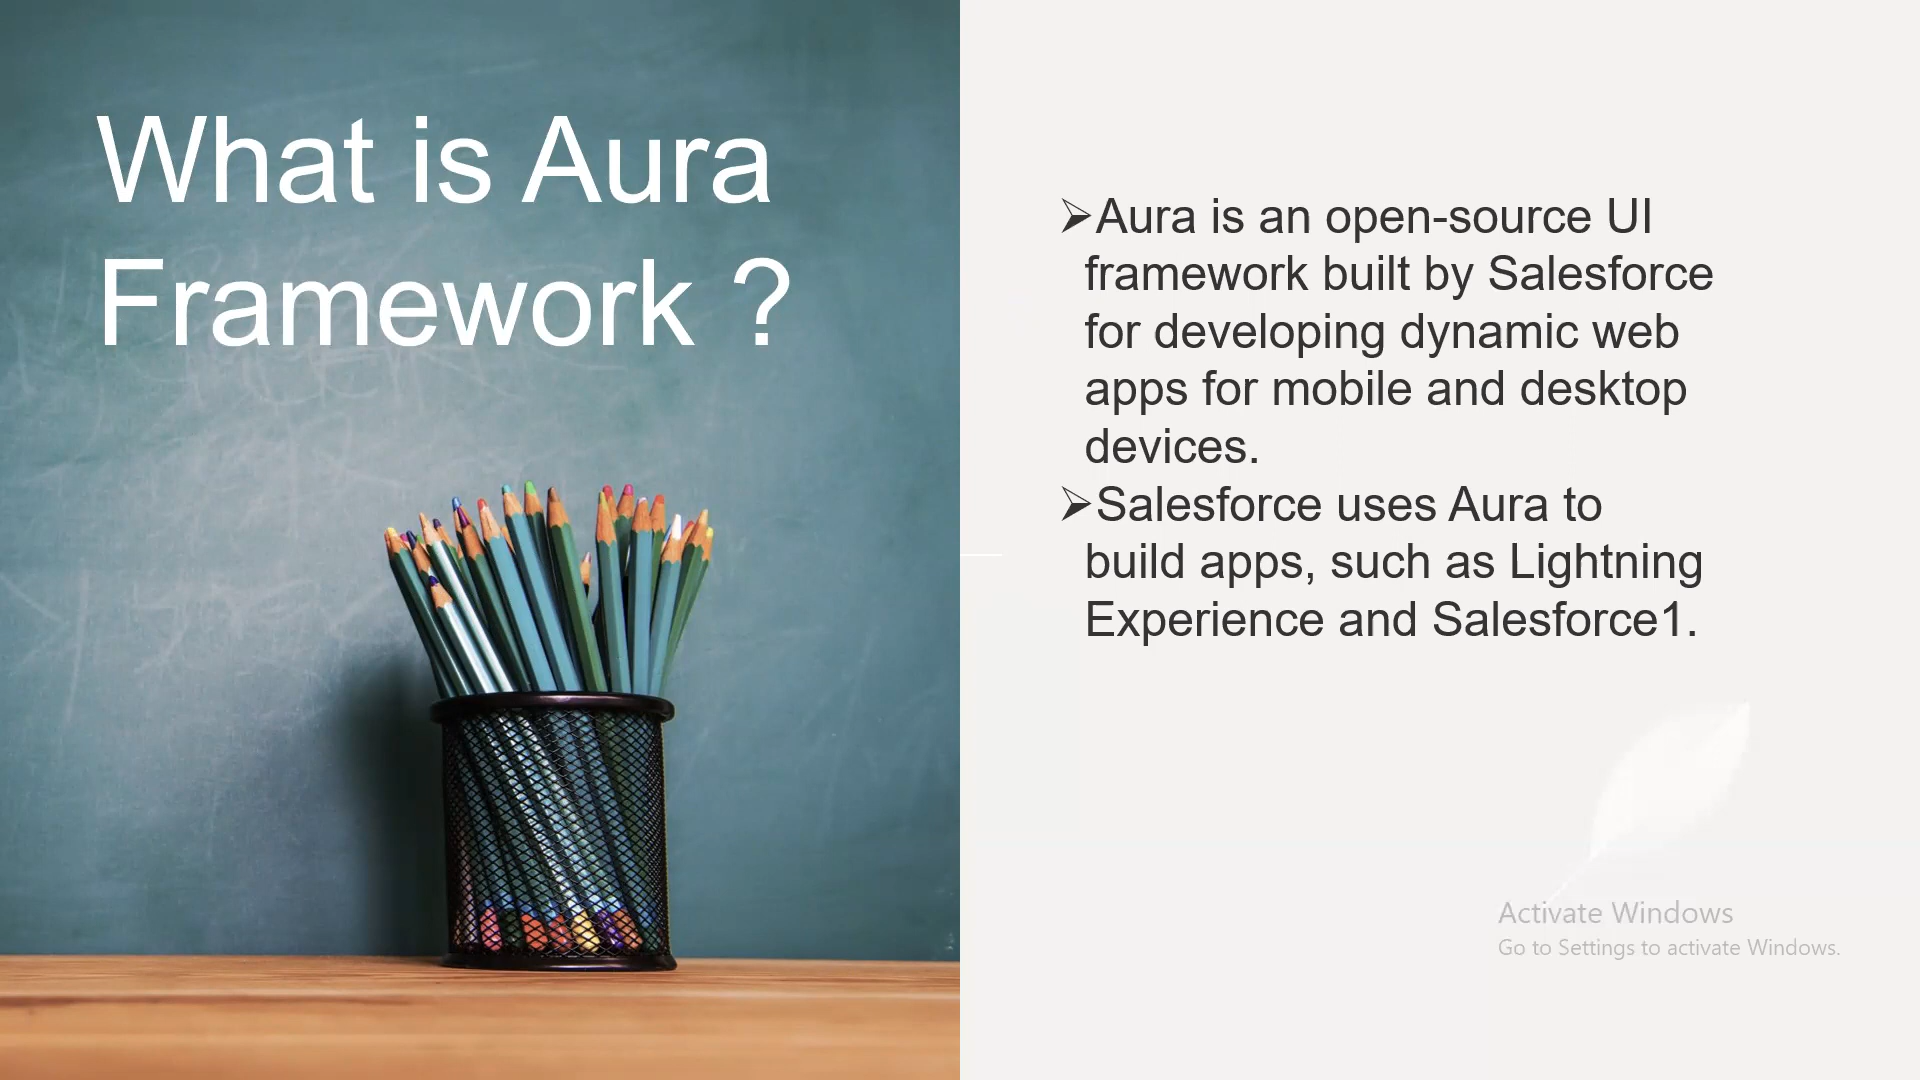 What is Aura
Framework ?
➢Aura is an open-source UI
framework built by Salesforce
for developing dynamic web
apps for mobile and desktop
devices.
➢Salesforce uses Aura to
build apps, such as Lightning
Experience and Salesforce1.
Activate Windows
Go to Settings to activate Windows.